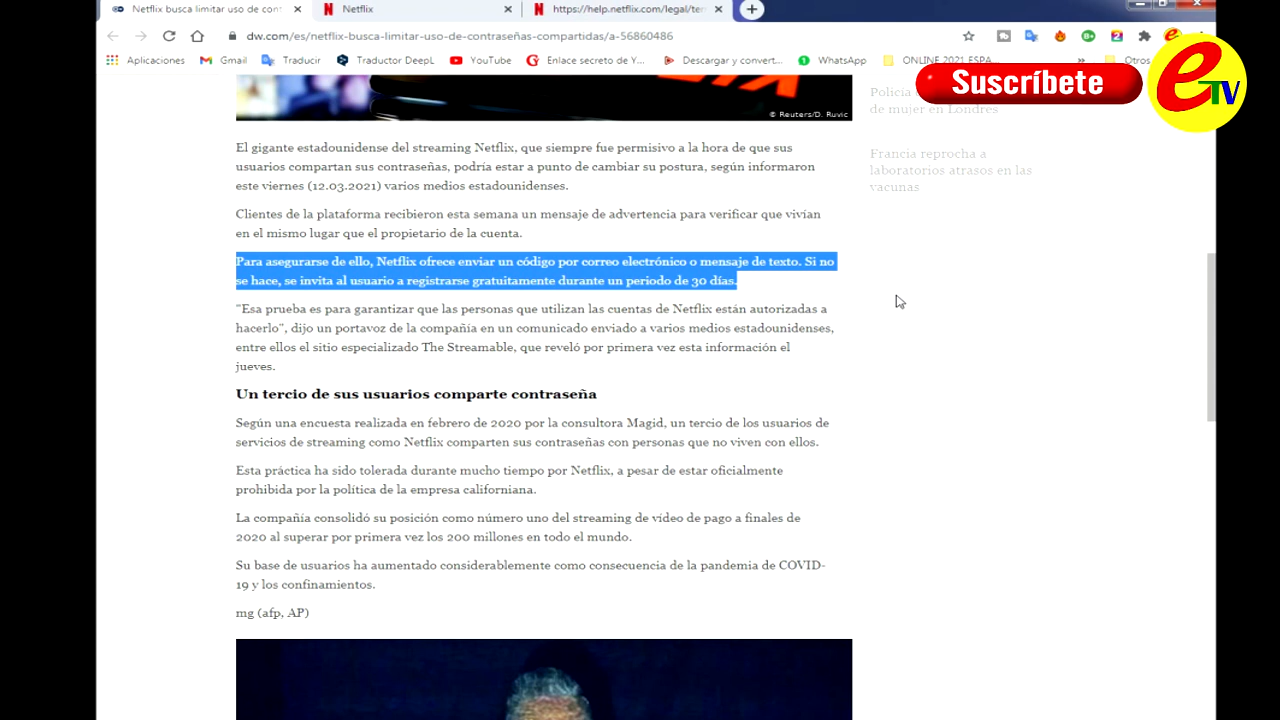 Netflix busca limitar uso de cont
Netflix
https://help.netflix.com/legal/ter
dw.com/es/netflix-busca-limitar-uso-de-contraseñas-compartidas/a-56860486
Aplicaciones
Gmail
Traducir
Traductor DeepL
YouTube
Enlace secreto de Y...
Descargar y convert...
WhatsApp
ONLINE 2021 ESPA...
»
Otros
Suscríbete
eTV
© Reuters/D. Ruvic
Policía
de mujer en Londres
Francia reprocha a
laboratorios atrasos en las
vacunas
El gigante estadounidense del streaming Netflix, que siempre fue permisivo a la hora de que sus
usuarios compartan sus contraseñas, podría estar a punto de cambiar su postura, según informaron
este viernes (12.03.2021) varios medios estadounidenses.
Clientes de la plataforma recibieron esta semana un mensaje de advertencia para verificar que vivían
en el mismo lugar que el propietario de la cuenta.
Para asegurarse de ello, Netflix ofrece enviar un código por correo electrónico o mensaje de texto. Si no
se hace, se invita al usuario a registrarse gratuitamente durante un periodo de 30 días.
"Esa prueba es para garantizar que las personas que utilizan las cuentas de Netflix están autorizadas a
hacerlo", dijo un portavoz de la compañía en un comunicado enviado a varios medios estadounidenses,
entre ellos el sitio especializado The Streamable, que reveló por primera vez esta información el
jueves.
Un tercio de sus usuarios comparte contraseña
Según una encuesta realizada en febrero de 2020 por la consultora Magid, un tercio de los usuarios de
servicios de streaming como Netflix comparten sus contraseñas con personas que no viven con ellos.
Esta práctica ha sido tolerada durante mucho tiempo por Netflix, a pesar de estar oficialmente
prohibida por la política de la empresa californiana.
La compañía consolidó su posición como número uno del streaming de vídeo de pago a finales de
2020 al superar por primera vez los 200 millones en todo el mundo.
Su base de usuarios ha aumentado considerablemente como consecuencia de la pandemia de COVID-
19 y los confinamientos.
mg (afp, AP)